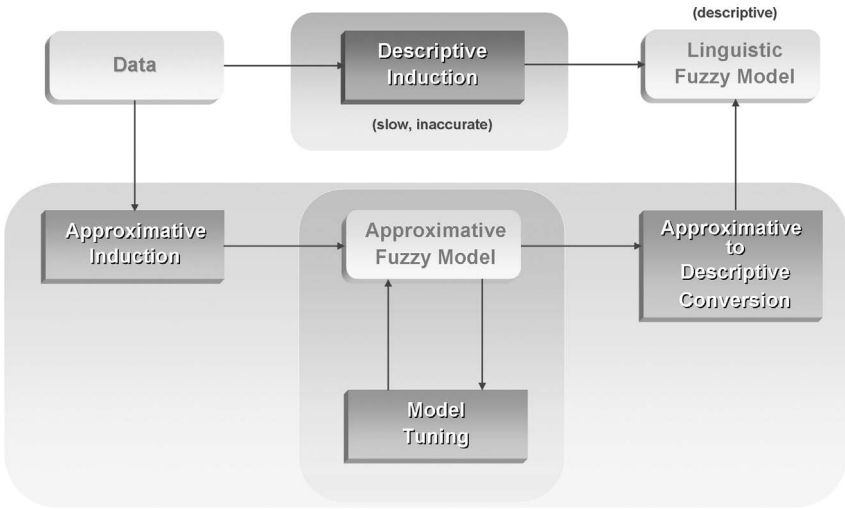 (descriptive)
Data
Descriptive
Induction
Linguistic
Fuzzy Model
(slow, inaccurate)
Approximative
Induction
Approximative
Fuzzy Model
Approximative
to
Descriptive
Conversion
Model
Tuning